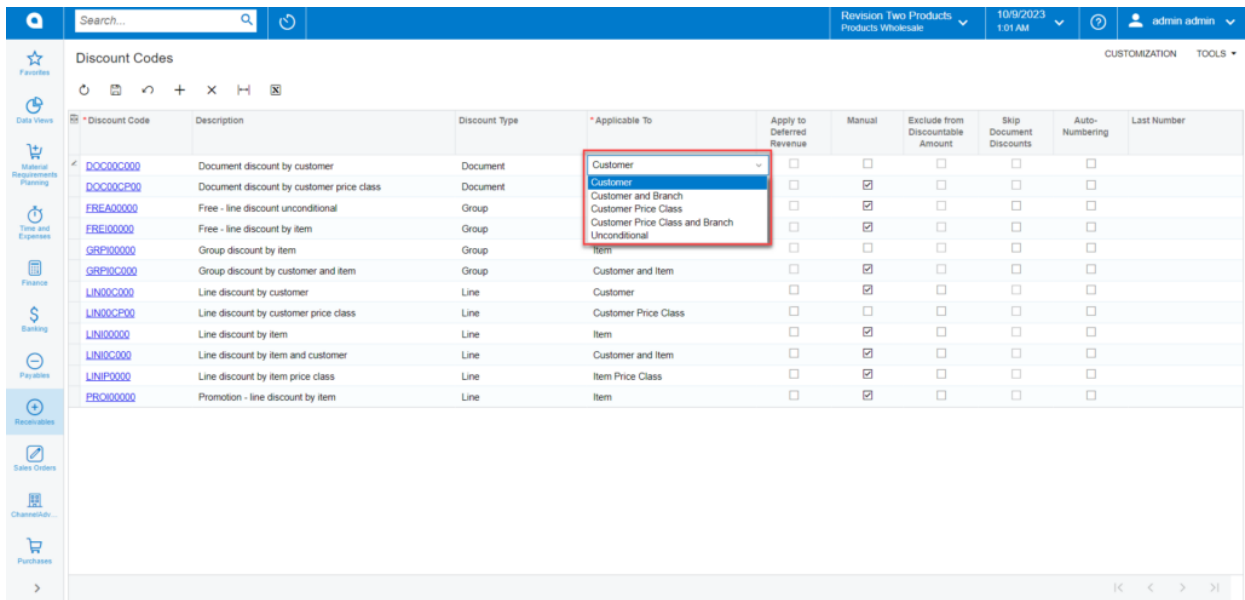 Search...
Revision Two Products
Products Wholesale
10/9/2023
1:01 AM
admin admin
Favorites
Data Views
Material
Requirements
Planning
Time and
Expenses
Finance
Banking
Payables
Receivables
Sales Orders
ChannelAdv...
Purchases
Discount Codes
CUSTOMIZATION TOOLS
* Discount Code Description Discount Type * Applicable To Apply to Deferred Revenue Manual Exclude from Discountable Amount Skip Document Discounts Auto-Numbering Last Number
DOC00C000 Document discount by customer Document Customer
DOC00CP00 Document discount by customer price class Document
FREA00000 Free - line discount unconditional Group
FREI00000 Free - line discount by item Group
Customer
Customer and Branch
Customer Price Class
Customer Price Class and Branch
Unconditional
GRPI00000 Group discount by item Group Item
GRPI0C000 Group discount by customer and item Group Customer and Item
LIN00C000 Line discount by customer Line Customer
LIN00CP00 Line discount by customer price class Line Customer Price Class
LINI00000 Line discount by item Line Item
LINI0C000 Line discount by item and customer Line Customer and Item
LINIP0000 Line discount by item price class Line Item Price Class
PROI00000 Promotion - line discount by item Line Item